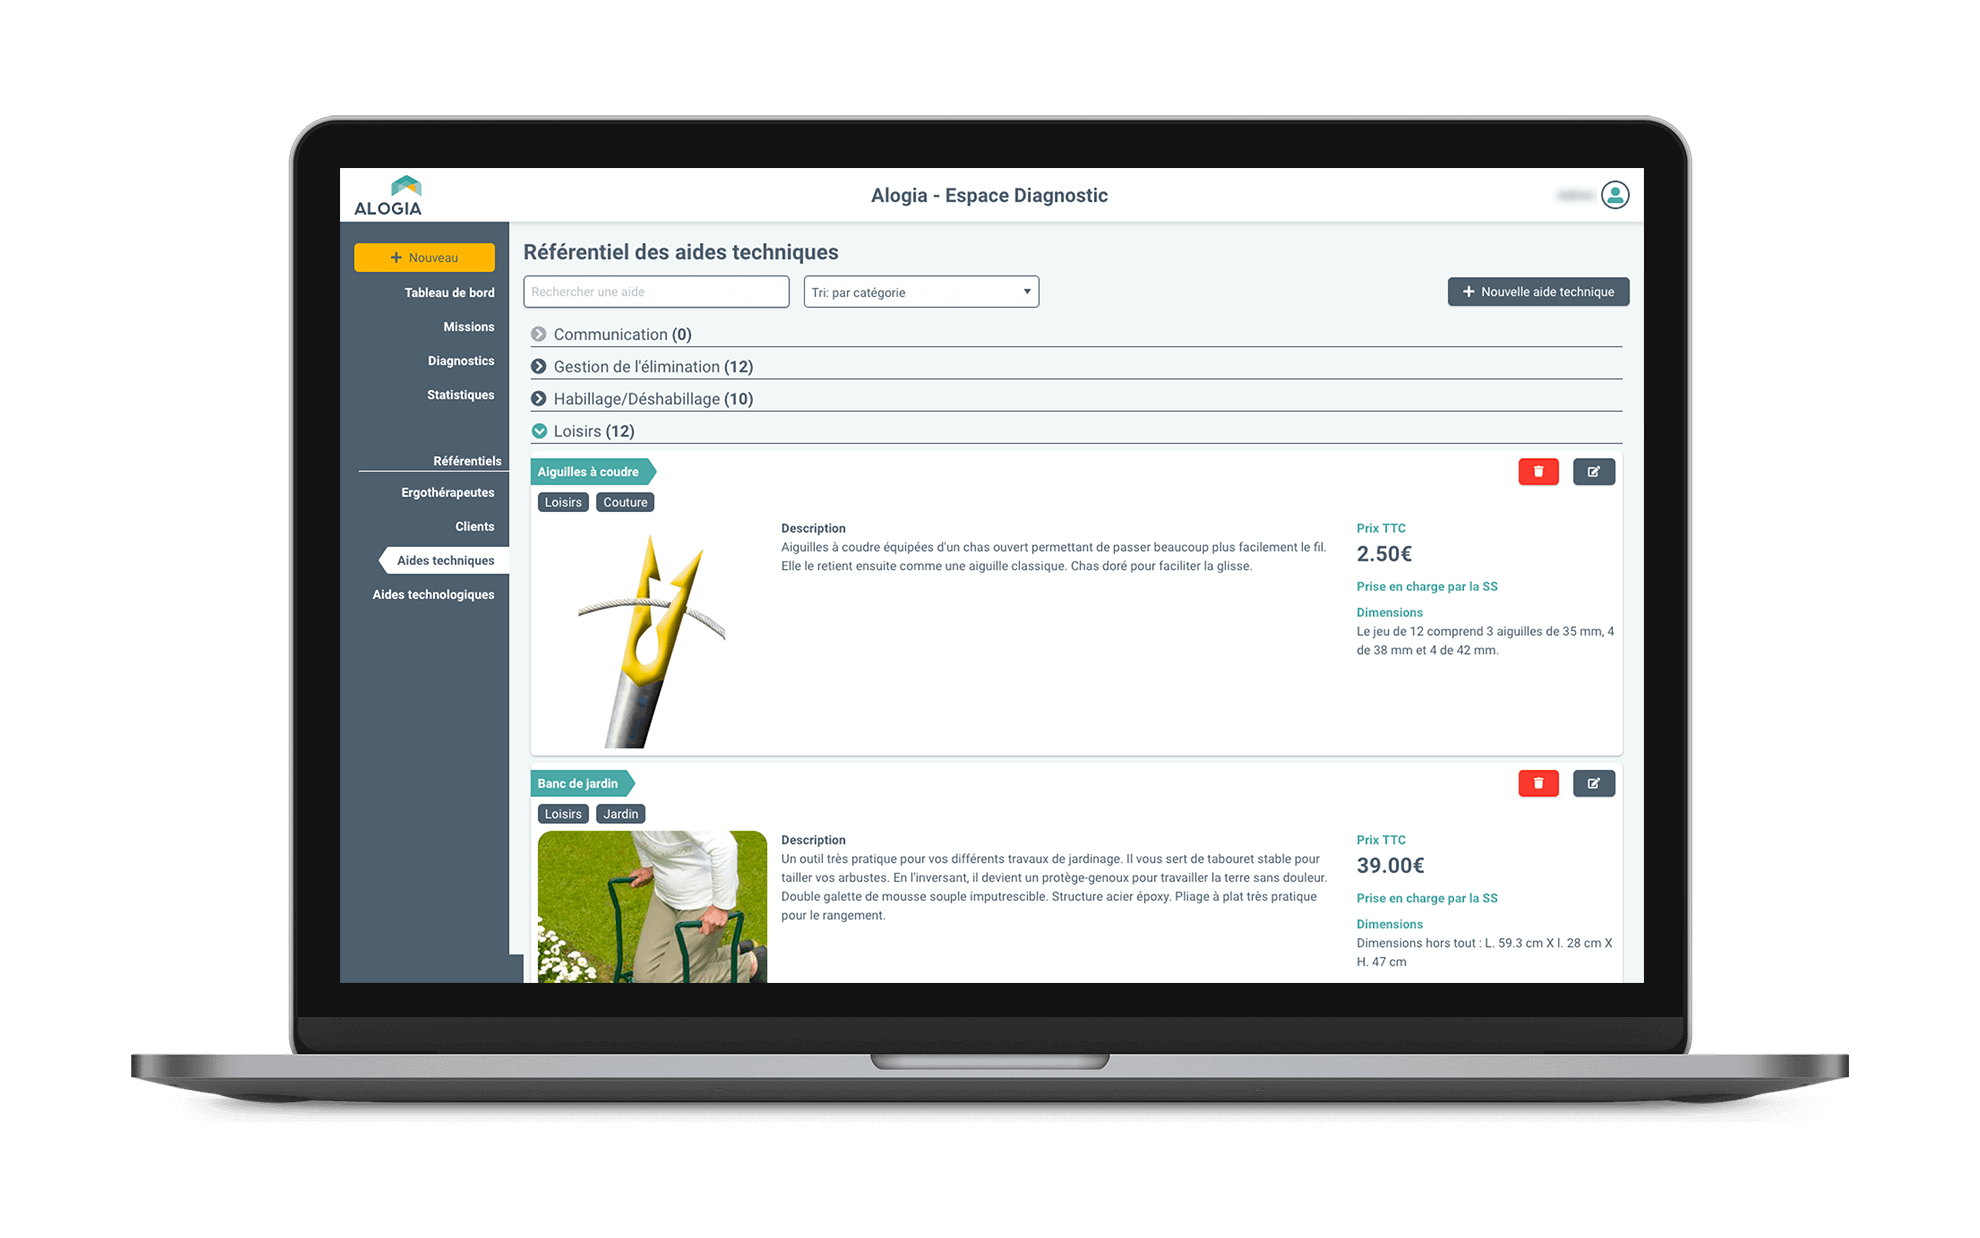 ALOGIA
Alogia - Espace Diagnostic
Nouveau
Tableau de bord
Missions
Diagnostics
Statistiques
Référentiels
Ergothérapeutes
Clients
Aides techniques
Aides technologiques
Référentiel des aides techniques
Rechercher une aide
Tri: par catégorie
Nouvelle aide technique
Communication (0)
Gestion de l'élimination (12)
Habillage/Déshabillage (10)
Loisirs (12)
Aiguilles à coudre
Loisirs Couture
Description
Aiguilles à coudre équipées d'un chas ouvert permettant de passer beaucoup plus facilement le fil.
Elle le retient ensuite comme une aiguille classique. Chas doré pour faciliter la glisse.
Prix TTC
2.50€
Prise en charge par la SS
Dimensions
Le jeu de 12 comprend 3 aiguilles de 35 mm, 4
de 38 mm et 4 de 42 mm.
Banc de jardin
Loisirs Jardin
Description
Un outil très pratique pour vos différents travaux de jardinage. Il vous sert de tabouret stable pour
tailler vos arbustes. En l'inversant, il devient un protège-genoux pour travailler la terre sans douleur.
Double galette de mousse souple imputrescible. Structure acier époxy. Pliage à plat très pratique
pour le rangement.
Prix TTC
39.00€
Prise en charge par la SS
Dimensions
Dimensions hors tout : L. 59.3 cm X l. 28 cm X
H. 47 cm